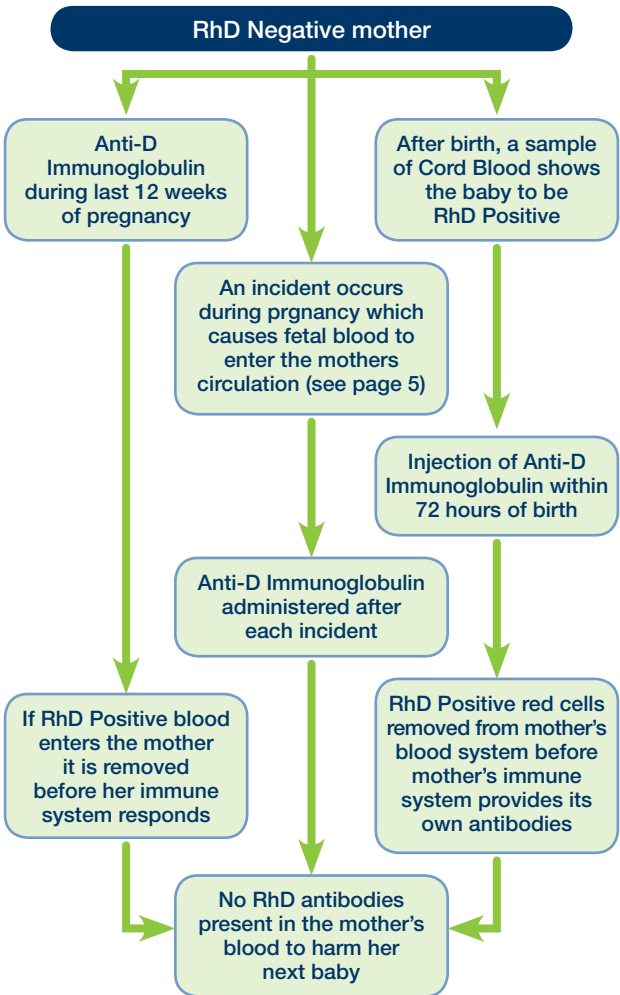 RhD Negative mother
Anti-D
Immunoglobulin
during last 12 weeks
of pregnancy
If RhD Positive blood
enters the mother
it is removed
before her immune
system responds
An incident occurs
during prgnancy which
causes fetal blood to
enter the mothers
circulation (see page 5)
Anti-D Immunoglobulin
administered after
each incident
After birth, a sample
of Cord Blood shows
the baby to be
RhD Positive
Injection of Anti-D
Immunoglobulin within
72 hours of birth
RhD Positive red cells
removed from mother’s
blood system before
mother’s immune
system provides its
own antibodies
No RhD antibodies
present in the mother’s
blood to harm her
next baby